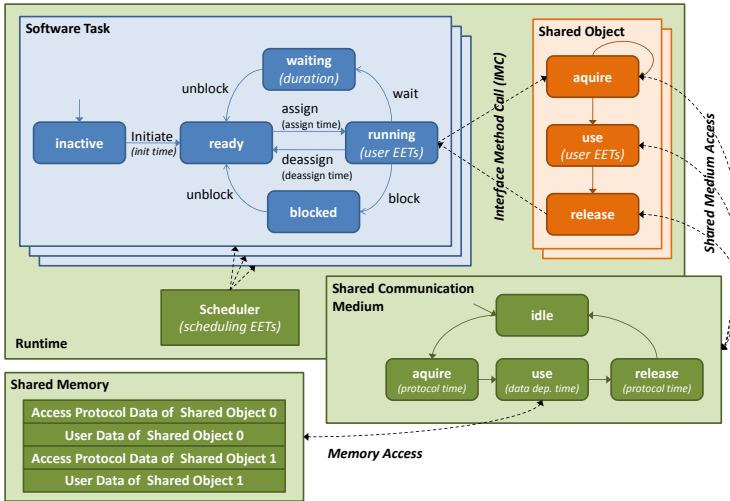 Software Task
waiting
(duration)
unblock
wait
assign
(assign time)
inactive
Initiate
(init time)
ready
running
(user EETs)
deassign
(deassign time)
unblock
block
blocked
Interface Method Call (IMC)
Shared Object
aquire
use
(user EETs)
release
Shared Medium Access
Scheduler
(scheduling EETs)
Runtime
Shared Communication
Medium
idle
aquire
(protocol time)
use
(data dep. time)
release
(protocol time)
Shared Memory
Access Protocol Data of Shared Object 0
User Data of Shared Object 0
Access Protocol Data of Shared Object 1
User Data of Shared Object 1
Memory Access